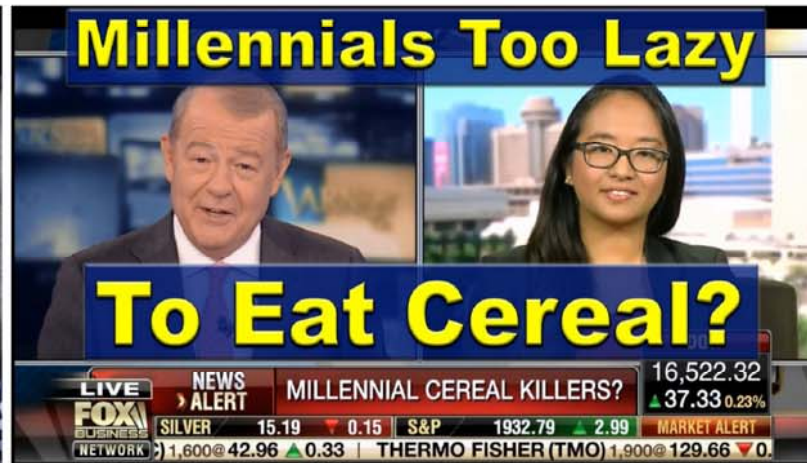 Millennials Too Lazy
To Eat Cereal?
LIVE
FOX
BUSINESS
NETWORK
NEWS
ALERT
MILLENNIAL CEREAL KILLERS?
16,522.32
▲ 37.33 0.23%
SILVER 15.19 ▼ 0.15 S&P 1932.79 ▲ 2.99 MARKET ALERT
) 1,600@ 42.96 ▲ 0.33 | THERMO FISHER (TMO) 1,900@ 129.66 ▼ 0.